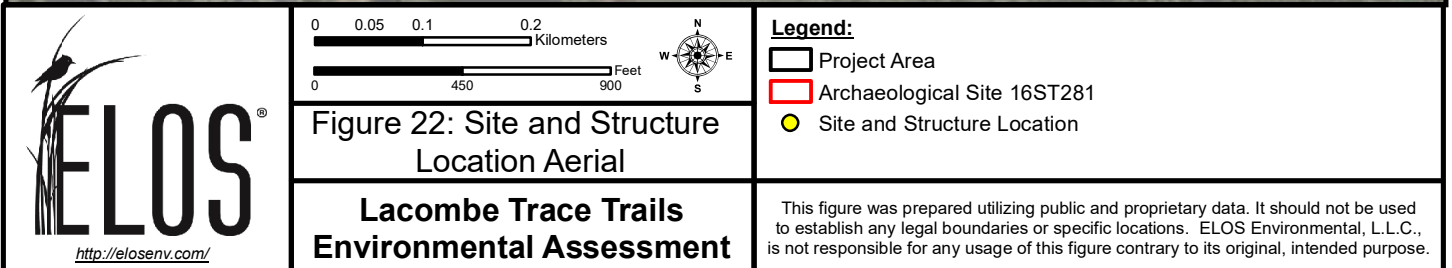 ELOS®
http://elosenv.com/
0 0.05 0.1 0.2
Kilometers
Feet
0 450 900
N
W E
S
Figure 22: Site and Structure
Location Aerial
Lacombe Trace Trails
Environmental Assessment
Legend:
Project Area
Archaeological Site 16ST281
Site and Structure Location
This figure was prepared utilizing public and proprietary data. It should not be used
to establish any legal boundaries or specific locations. ELOS Environmental, L.L.C.,
is not responsible for any usage of this figure contrary to its original, intended purpose.